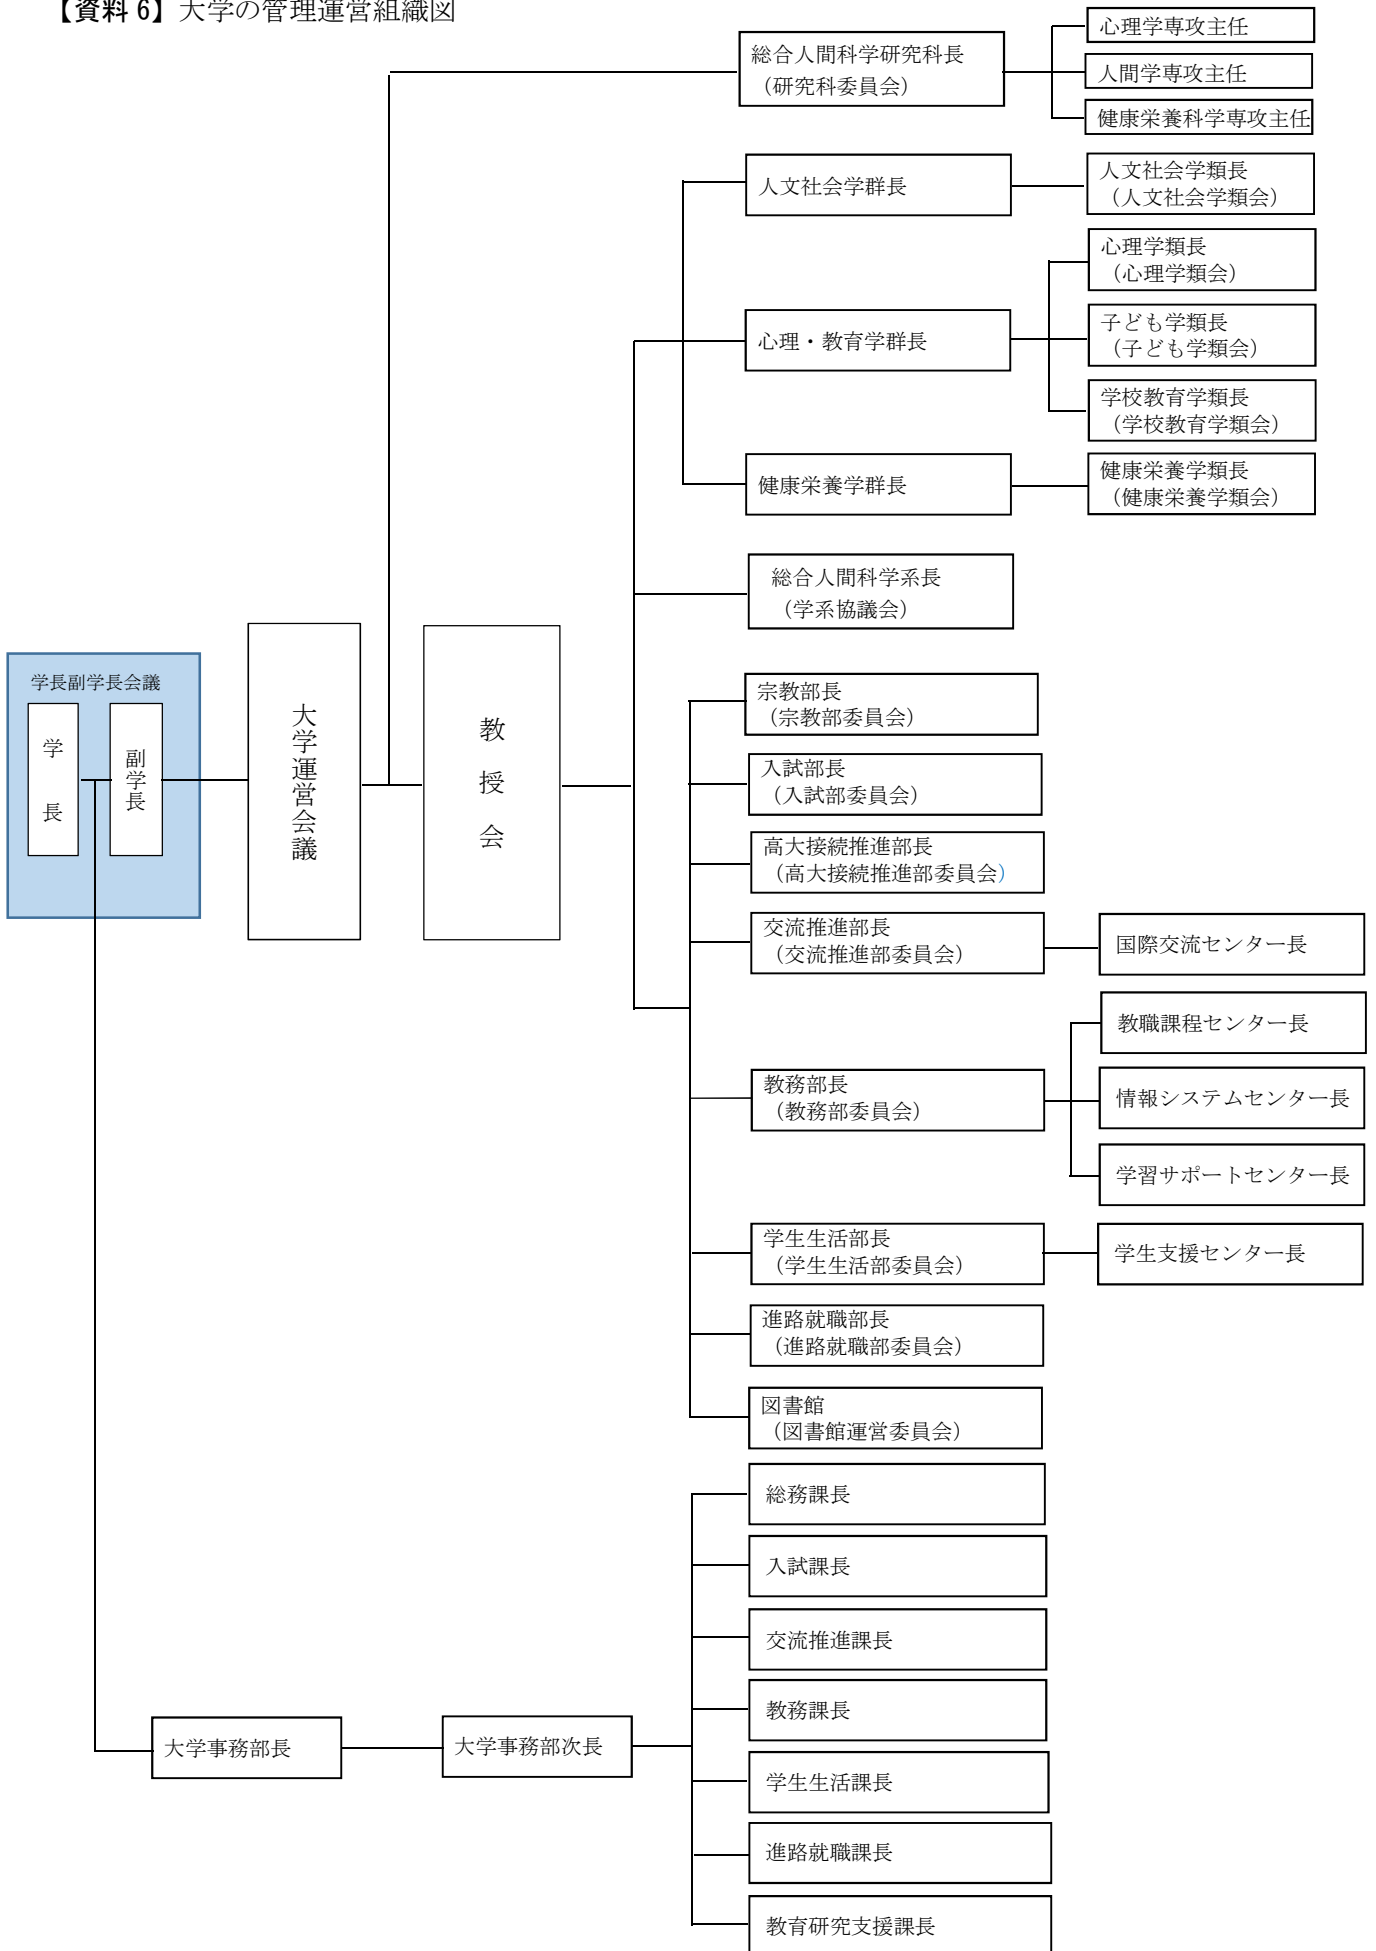 【資料 6】大学の管理運営組織図
総合人間科学研究科長
（研究科委員会）
心理学専攻主任
人間学専攻主任
健康栄養科学専攻主任
人文社会学群長
人文社会学類長
（人文社会学類会）
心理・教育学群長
心理学類長
（心理学類会）
子ども学類長
（子ども学類会）
学校教育学類長
（学校教育学類会）
健康栄養学群長
健康栄養学類長
（健康栄養学類会）
総合人間科学系長
（学系協議会）
学長副学長会議
学長
副学長
大学運営会議
教授会
宗教部長
（宗教部委員会）
入試部長
（入試部委員会）
高大接続推進部長
（高大接続推進部委員会）
交流推進部長
（交流推進部委員会）
国際交流センター長
教務部長
（教務部委員会）
教職課程センター長
情報システムセンター長
学習サポートセンター長
学生生活部長
（学生生活部委員会）
学生支援センター長
進路就職部長
（進路就職部委員会）
図書館
（図書館運営委員会）
大学事務部長
大学事務部次長
総務課長
入試課長
交流推進課長
教務課長
学生生活課長
進路就職課長
教育研究支援課長